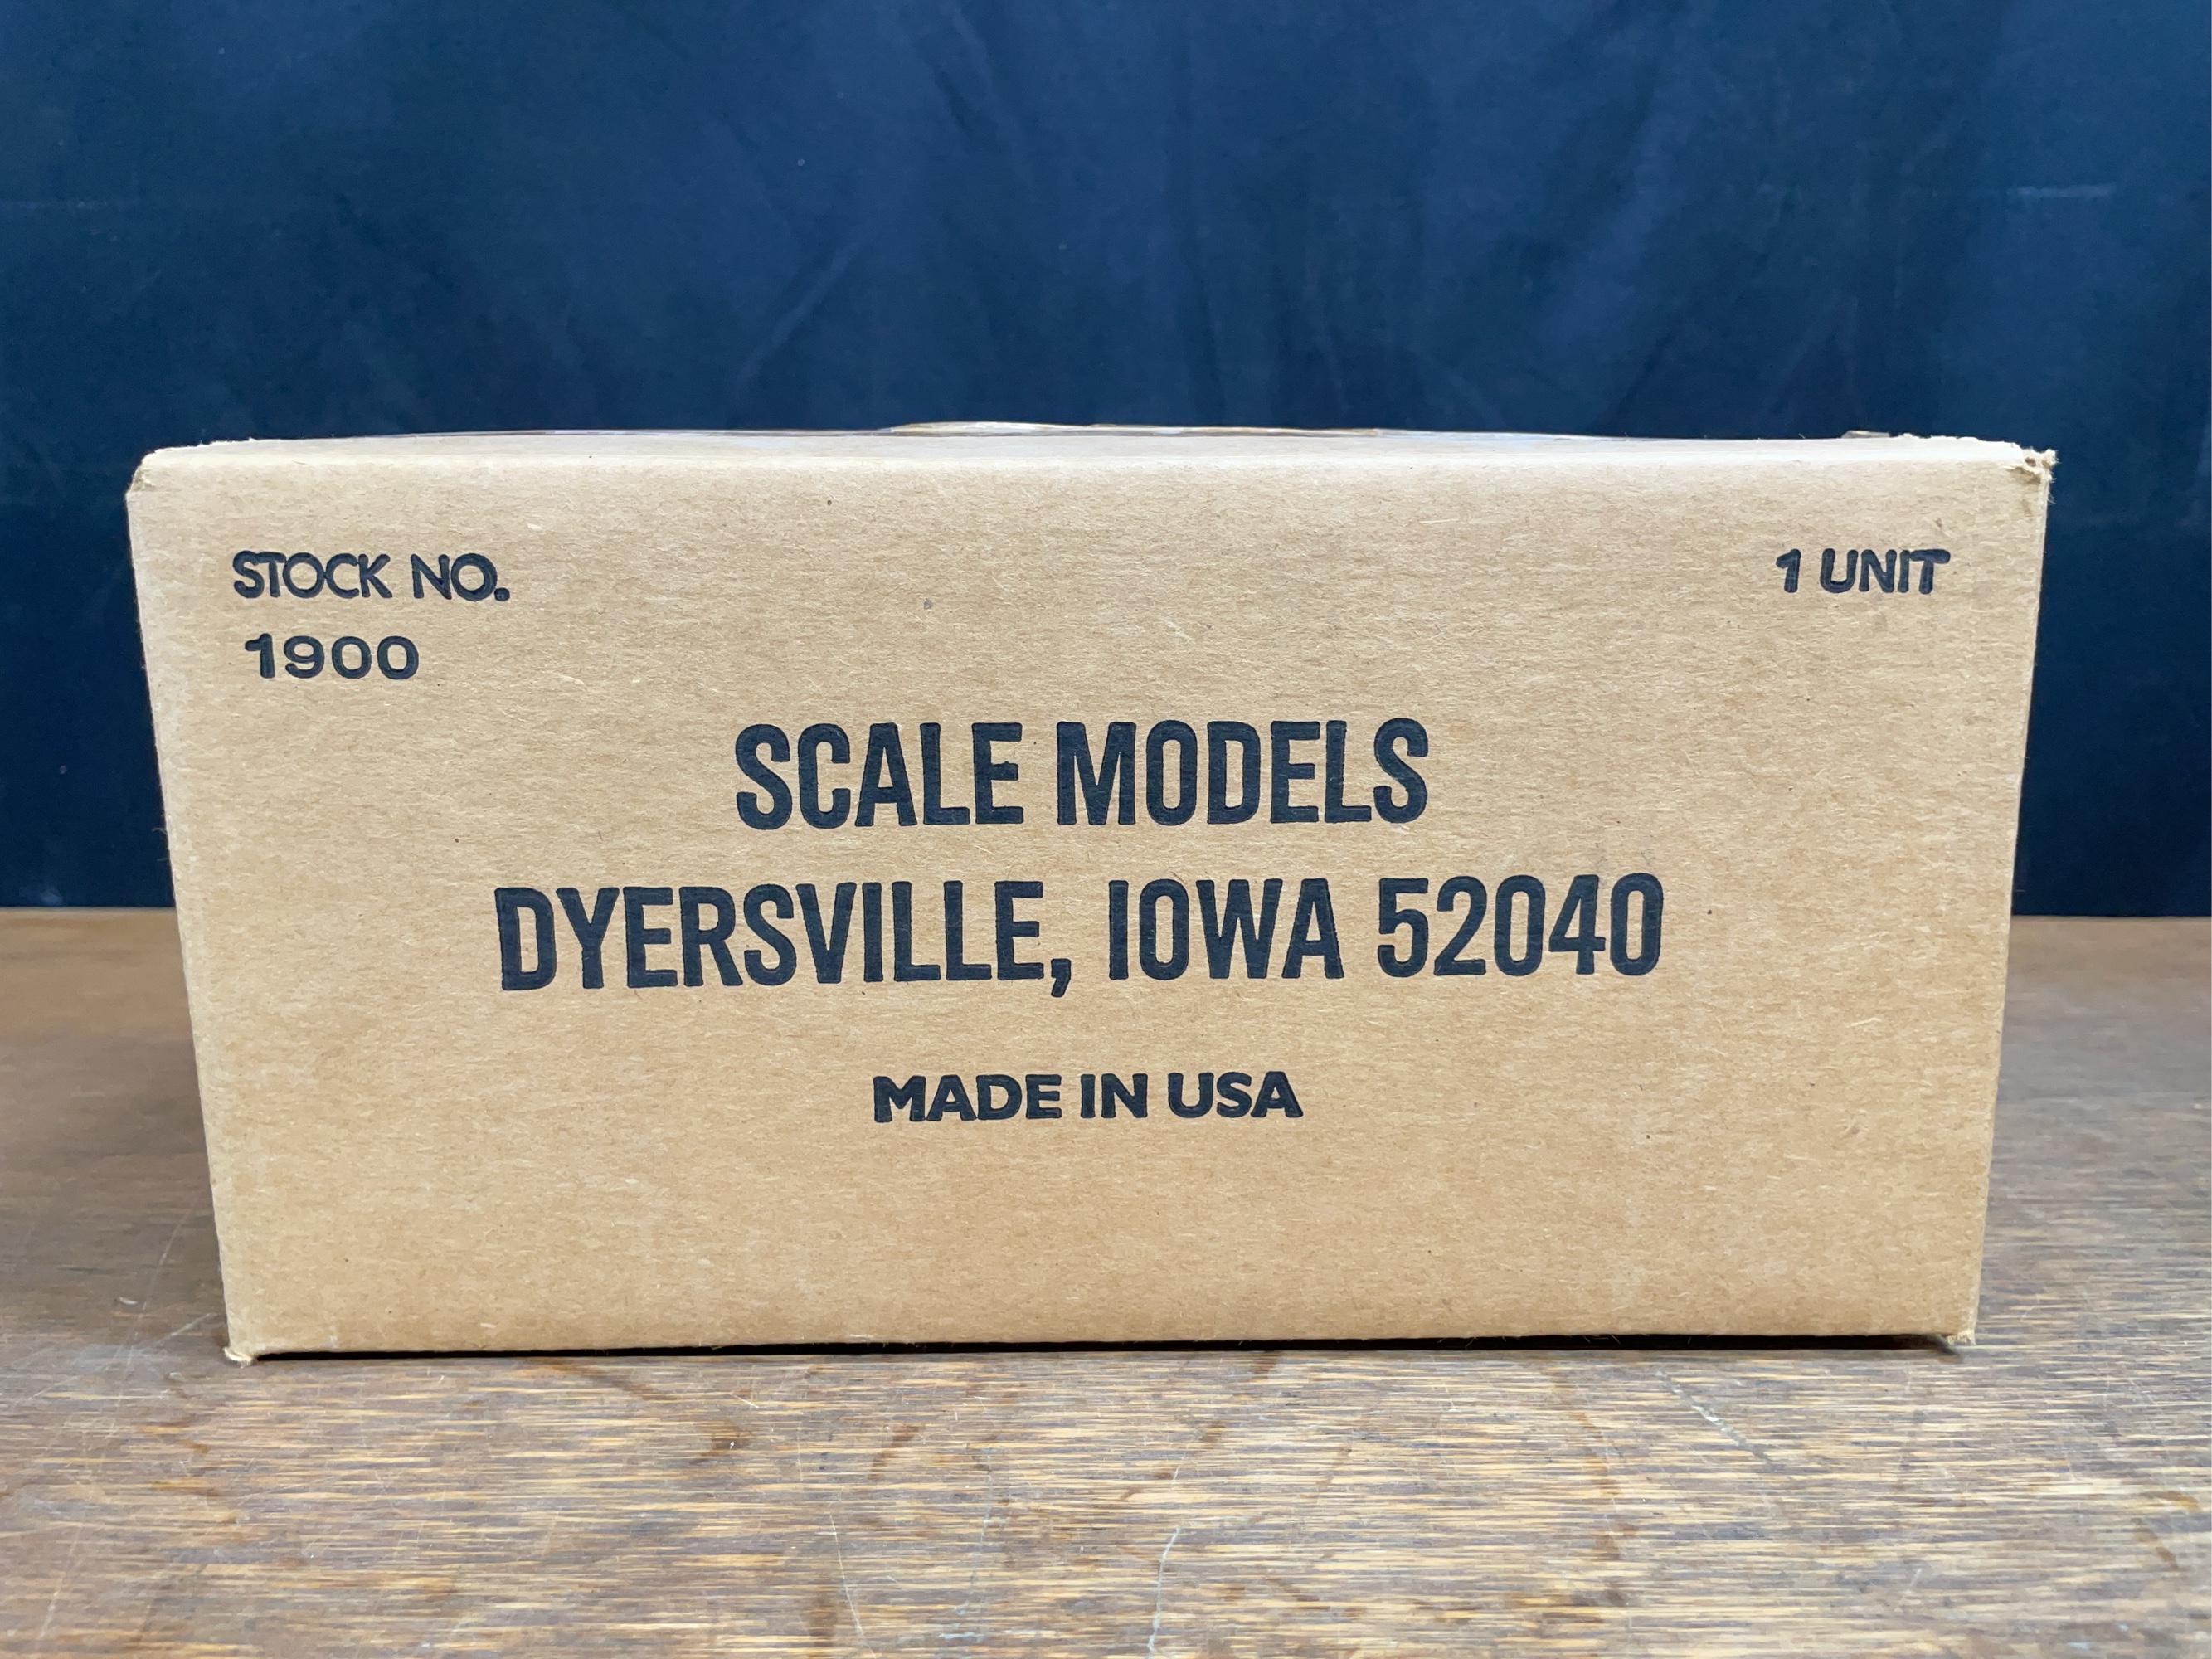 STOCK NO.
1 UNIT
1900
SCALE MODELS
DYERSVILLE, IOWA 52040
MADE IN USA